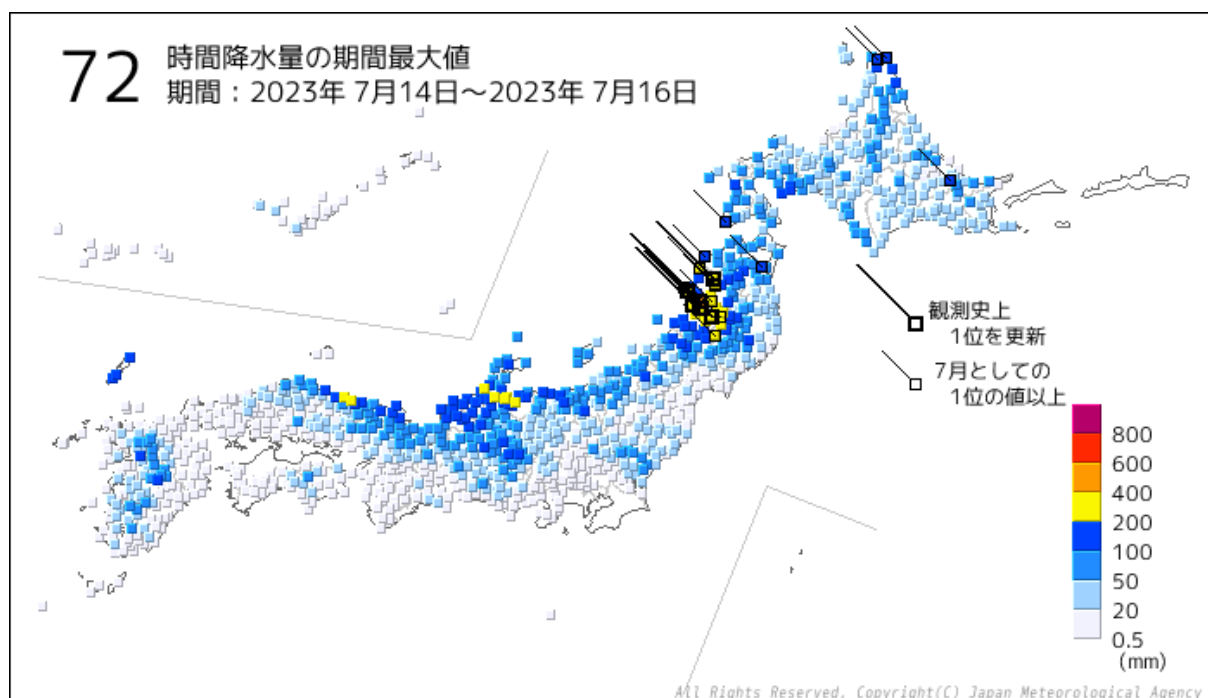 72
時間降水量の期間最大値
期間：2023年 7月14日～2023年 7月16日
観測史上
1位を更新
7月としての
1位の値以上
800
600
400
200
100
50
20
0.5
(mm)
All Rights Reserved. Copyright(C) Japan Meteorological Agency